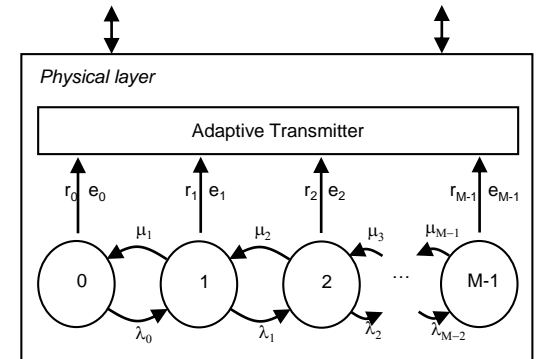 Physical layer
Adaptive Transmitter
r0 e0 r1 e1 r2 e2 rM-1 eM-1
μ1 μ2 μ3 μM−1
0 1 2 ... M-1
λ0 λ1 λ2 λM−2